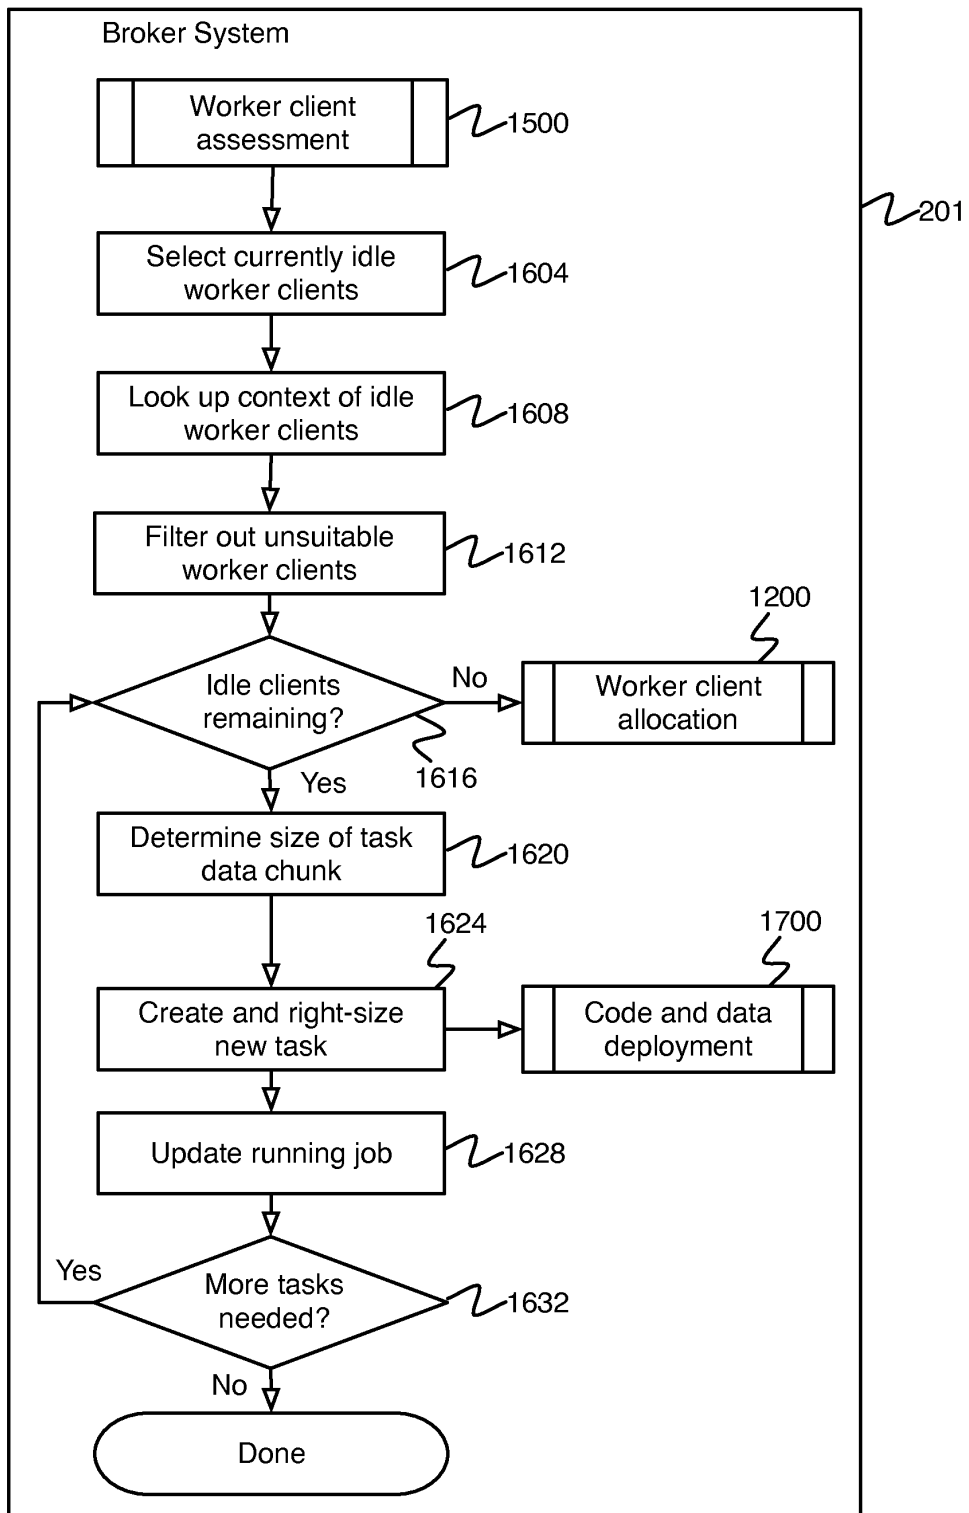 Broker System
Worker client
assessment
1500
201
Select currently idle
worker clients
1604
Look up context of idle
worker clients
1608
Filter out unsuitable
worker clients
1612
1200
Idle clients
remaining?
No
Worker client
allocation
1616
Yes
Determine size of task
data chunk
1620
1624
1700
Create and right-size
new task
Code and data
deployment
Update running job
1628
Yes
More tasks
needed?
1632
No
Done